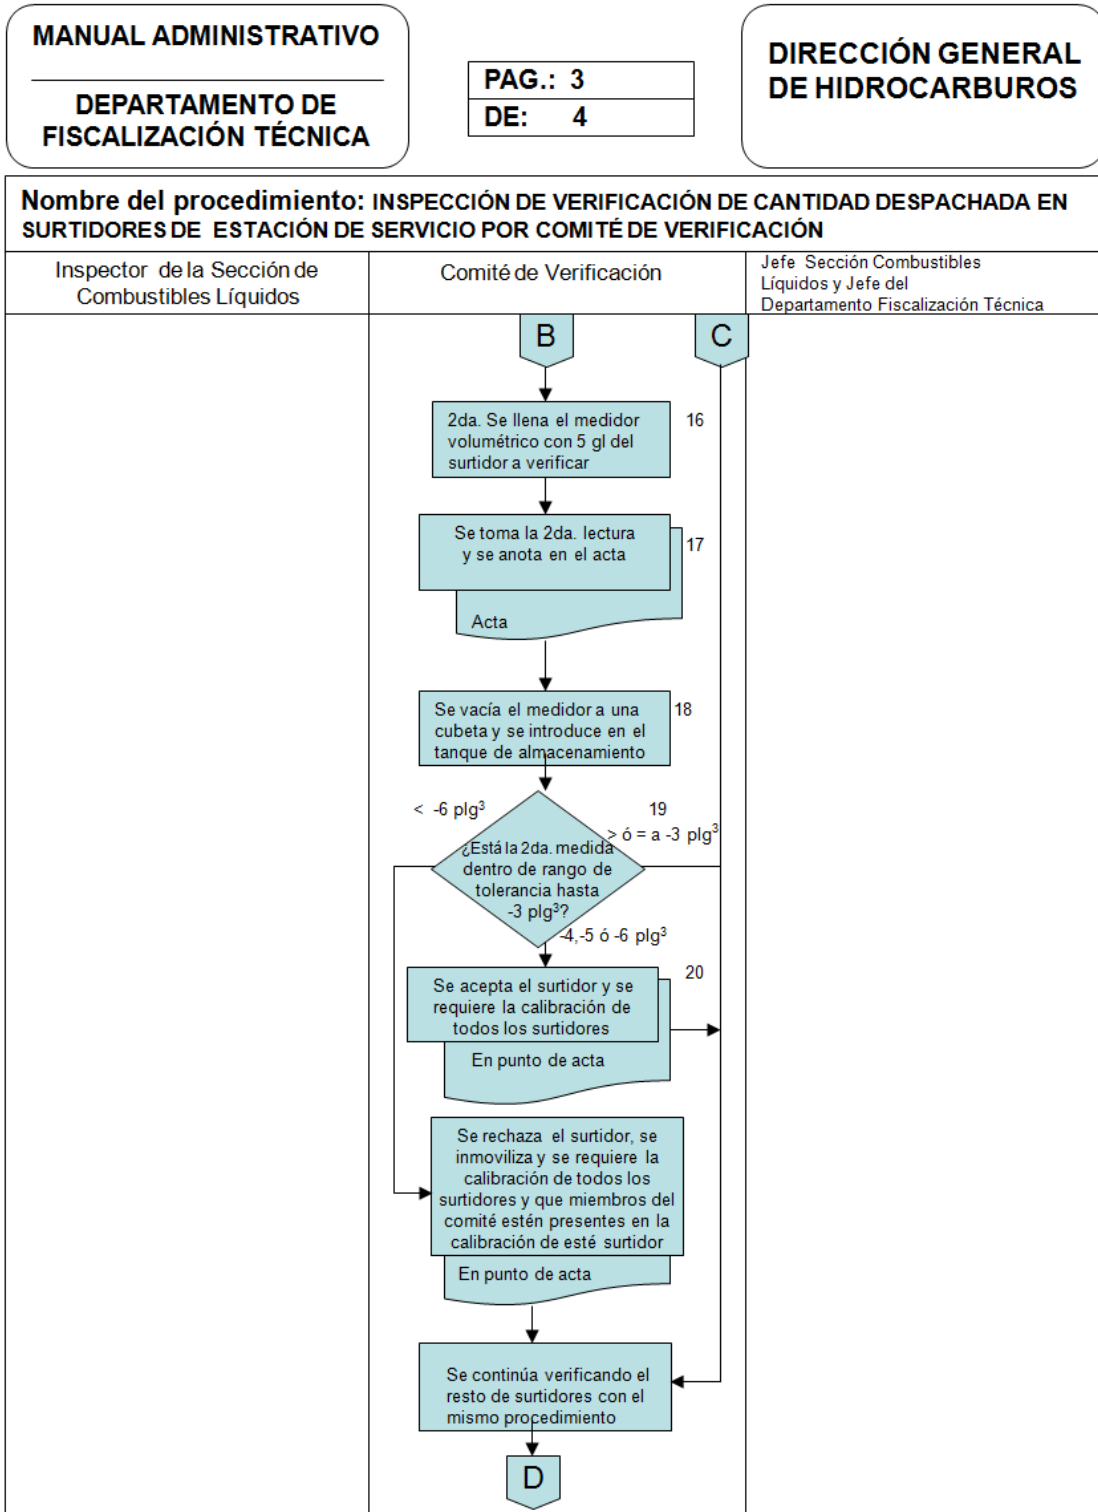 MANUAL ADMINISTRATIVO
DEPARTAMENTO DE
FISCALIZACIÓN TÉCNICA
PAG.: 3
DE: 4
DIRECCIÓN GENERAL
DE HIDROCARBUROS
Nombre del procedimiento: INSPECCIÓN DE VERIFICACIÓN DE CANTIDAD DESPACHADA EN
SURTIDORES DE ESTACIÓN DE SERVICIO POR COMITÉ DE VERIFICACIÓN
Inspector de la Sección de
Combustibles Líquidos
Comité de Verificación
Jefe Sección Combustibles
Líquidos y Jefe del
Departamento Fiscalización Técnica
B
C
2da. Se llena el medidor
volumétrico con 5 gl del
surtidor a verificar
16
Se toma la 2da. lectura
y se anota en el acta
17
Acta
Se vacía el medidor a una
cubeta y se introduce en el
tanque de almacenamiento
18
< -6 plg³
19
> ó = a -3 plg³
¿Está la 2da. medida
dentro de rango de
tolerancia hasta
-3 plg³?
-4,-5 ó -6 plg³
20
Se acepta el surtidor y se
requiere la calibración de
todos los surtidores
En punto de acta
Se rechaza el surtidor, se
inmoviliza y se requiere la
calibración de todos los
surtidores y que miembros del
comité estén presentes en la
calibración de esté surtidor
En punto de acta
Se continúa verificando el
resto de surtidores con el
mismo procedimiento
D